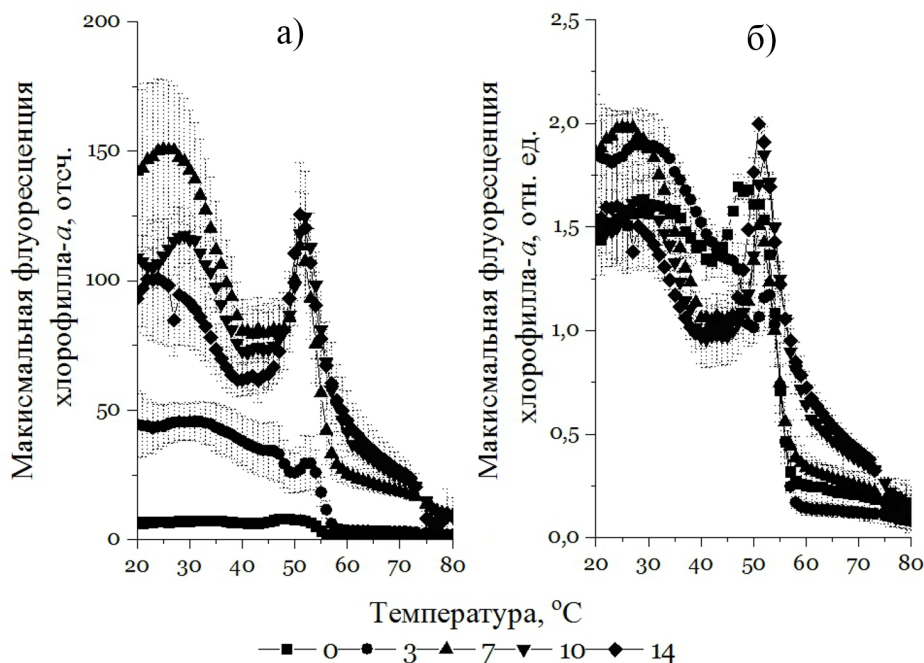 а)
б)
200
150
100
50
0
20 30 40 50 60 70 80
Макисмальная флуоресценция
хлорофилла-а, отсч.
2,5
2,0
1,5
1,0
0,5
0,0
20 30 40 50 60 70 80
Макисмальная флуоресценция
хлорофилла-а, отн. ед.
Температура, °C
0 3 7 10 14